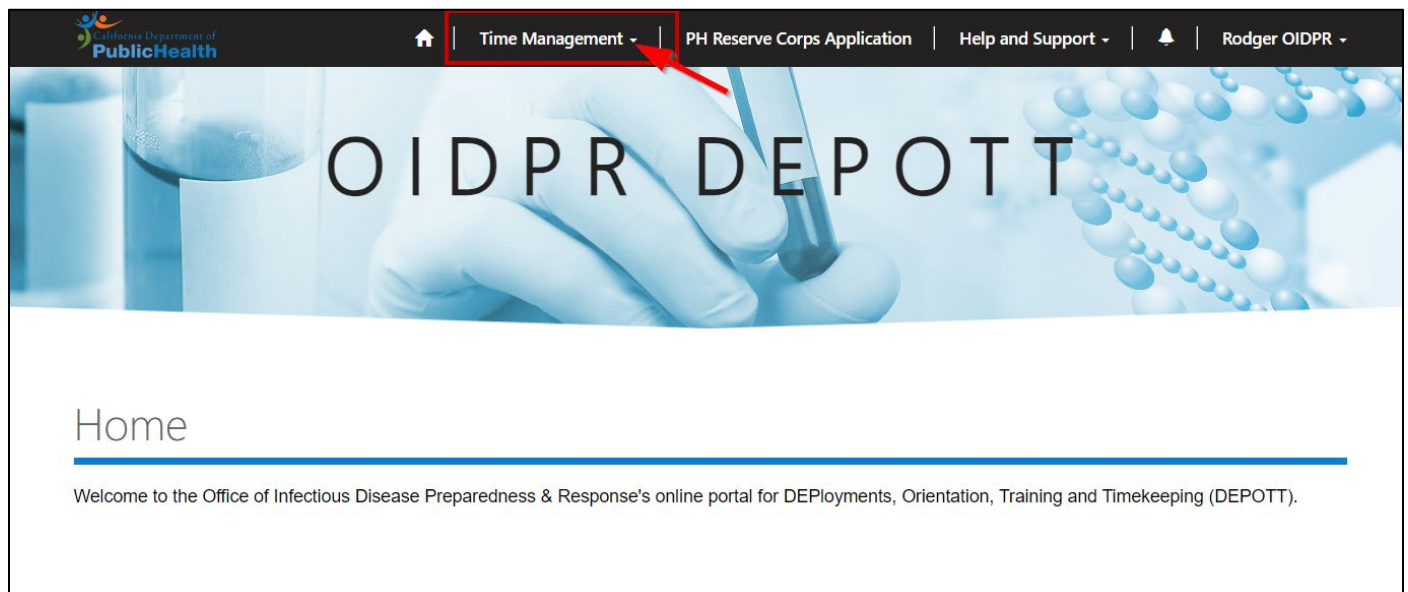 California Department of
PublicHealth
Time Management
PH Reserve Corps Application
Help and Support
Rodger OIDPR
OIDPR DEPOTT
Home
Welcome to the Office of Infectious Disease Preparedness & Response's online portal for DEPloyments, Orientation, Training and Timekeeping (DEPOTT).